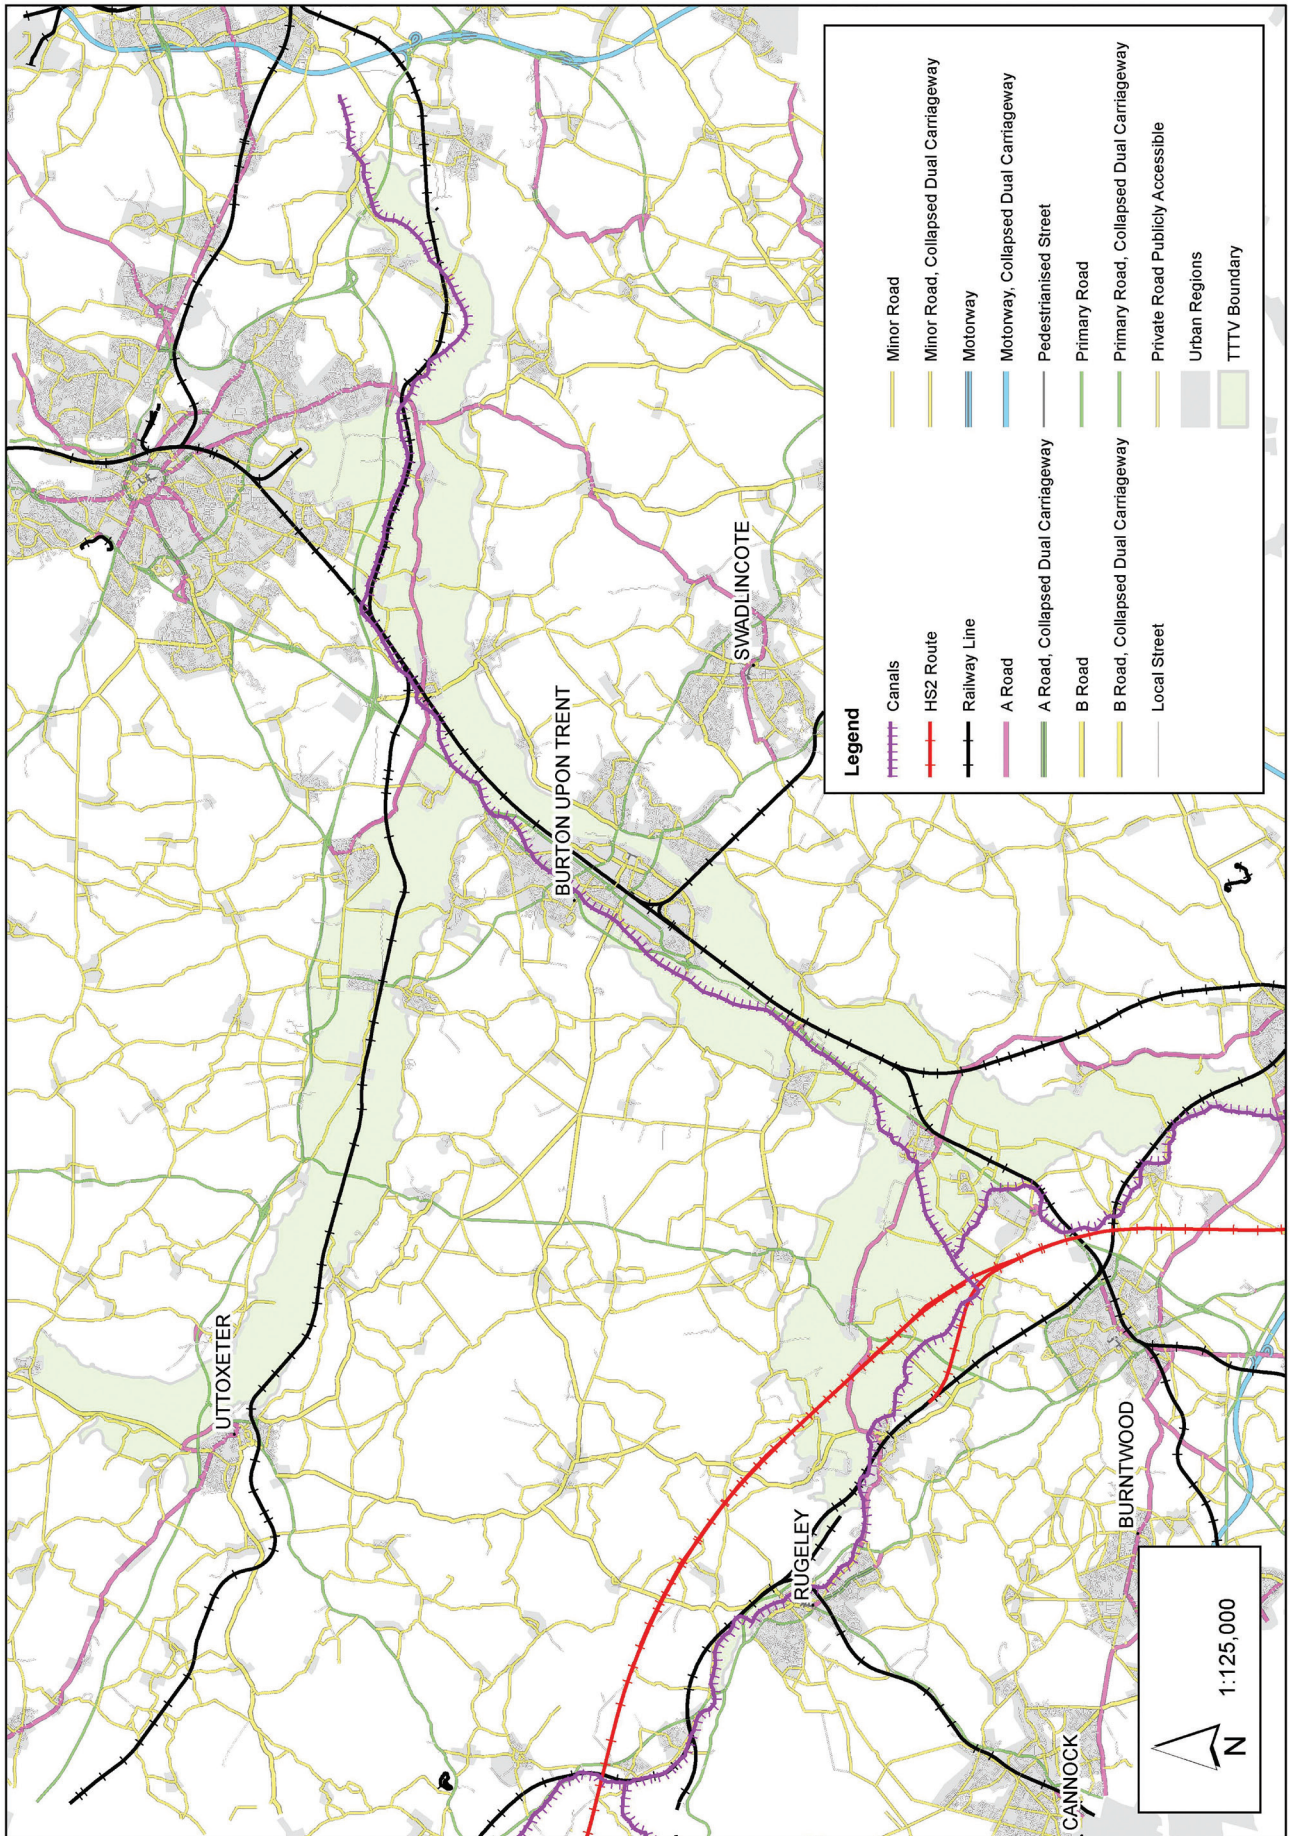 UTTOXETER
BURTON UPON TRENT
SWADLINCOTE
RUGELEY
BURNTWOOD
CANNOCK
Legend
Canals
HS2 Route
Railway Line
A Road
A Road, Collapsed Dual Carriageway
B Road
B Road, Collapsed Dual Carriageway
Local Street
Minor Road
Minor Road, Collapsed Dual Carriageway
Motorway
Motorway, Collapsed Dual Carriageway
Pedestrianised Street
Primary Road
Primary Road, Collapsed Dual Carriageway
Private Road Publicly Accessible
Urban Regions
TTTV Boundary
N
1:125,000